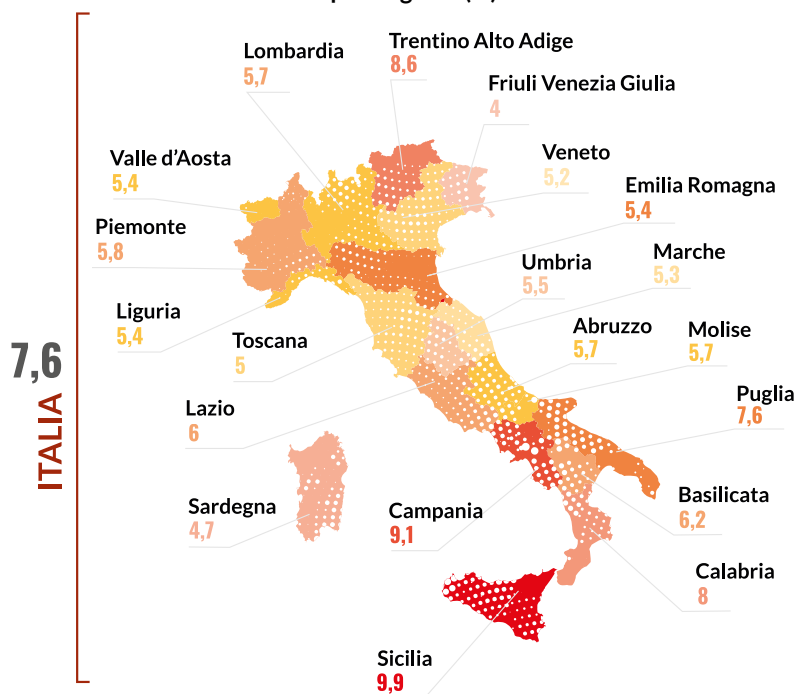 Lombardia
5,7
Trentino Alto Adige
8,6
Friuli Venezia Giulia
4
Valle d'Aosta
5,4
Veneto
5,2
Emilia Romagna
5,4
Piemonte
5,8
Umbria
5,5
Marche
5,3
Liguria
5,4
Toscana
5
Abruzzo
5,7
Molise
5,7
7,6
ITALIA
Lazio
6
Puglia
7,6
Sardegna
4,7
Campania
9,1
Basilicata
6,2
Calabria
8
Sicilia
9,9